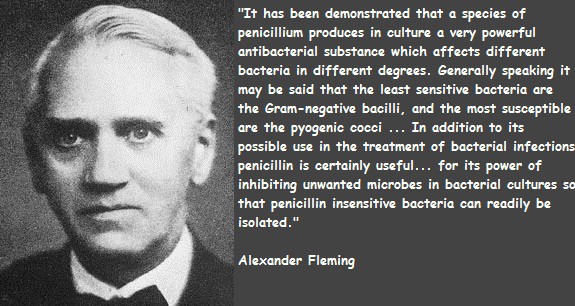 "It has been demonstrated that a species of
penicillium produces in culture a very powerful
antibacterial substance which affects different
bacteria in different degrees. Generally speaking it
may be said that the least sensitive bacteria are
the Gram-negative bacilli, and the most susceptible
are the pyogenic cocci ... In addition to its
possible use in the treatment of bacterial infections
penicillin is certainly useful... for its power of
inhibiting unwanted microbes in bacterial cultures so
that penicillin insensitive bacteria can readily be
isolated."
Alexander Fleming